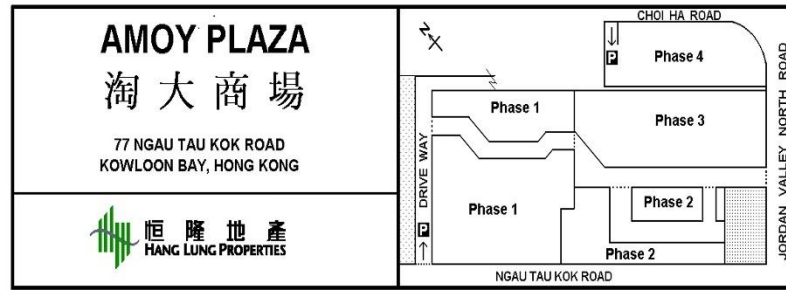 AMOY PLAZA
淘大商場
77 NGAU TAU KOK ROAD
KOWLOON BAY, HONG KONG
恒隆地產
HANG LUNG PROPERTIES
CHOI HA ROAD
N
P
Phase 4
Phase 1
Phase 3
JORDAN VALLEY NORTH ROAD
DRIVE WAY
P
Phase 1
Phase 2
Phase 2
NGAU TAU KOK ROAD